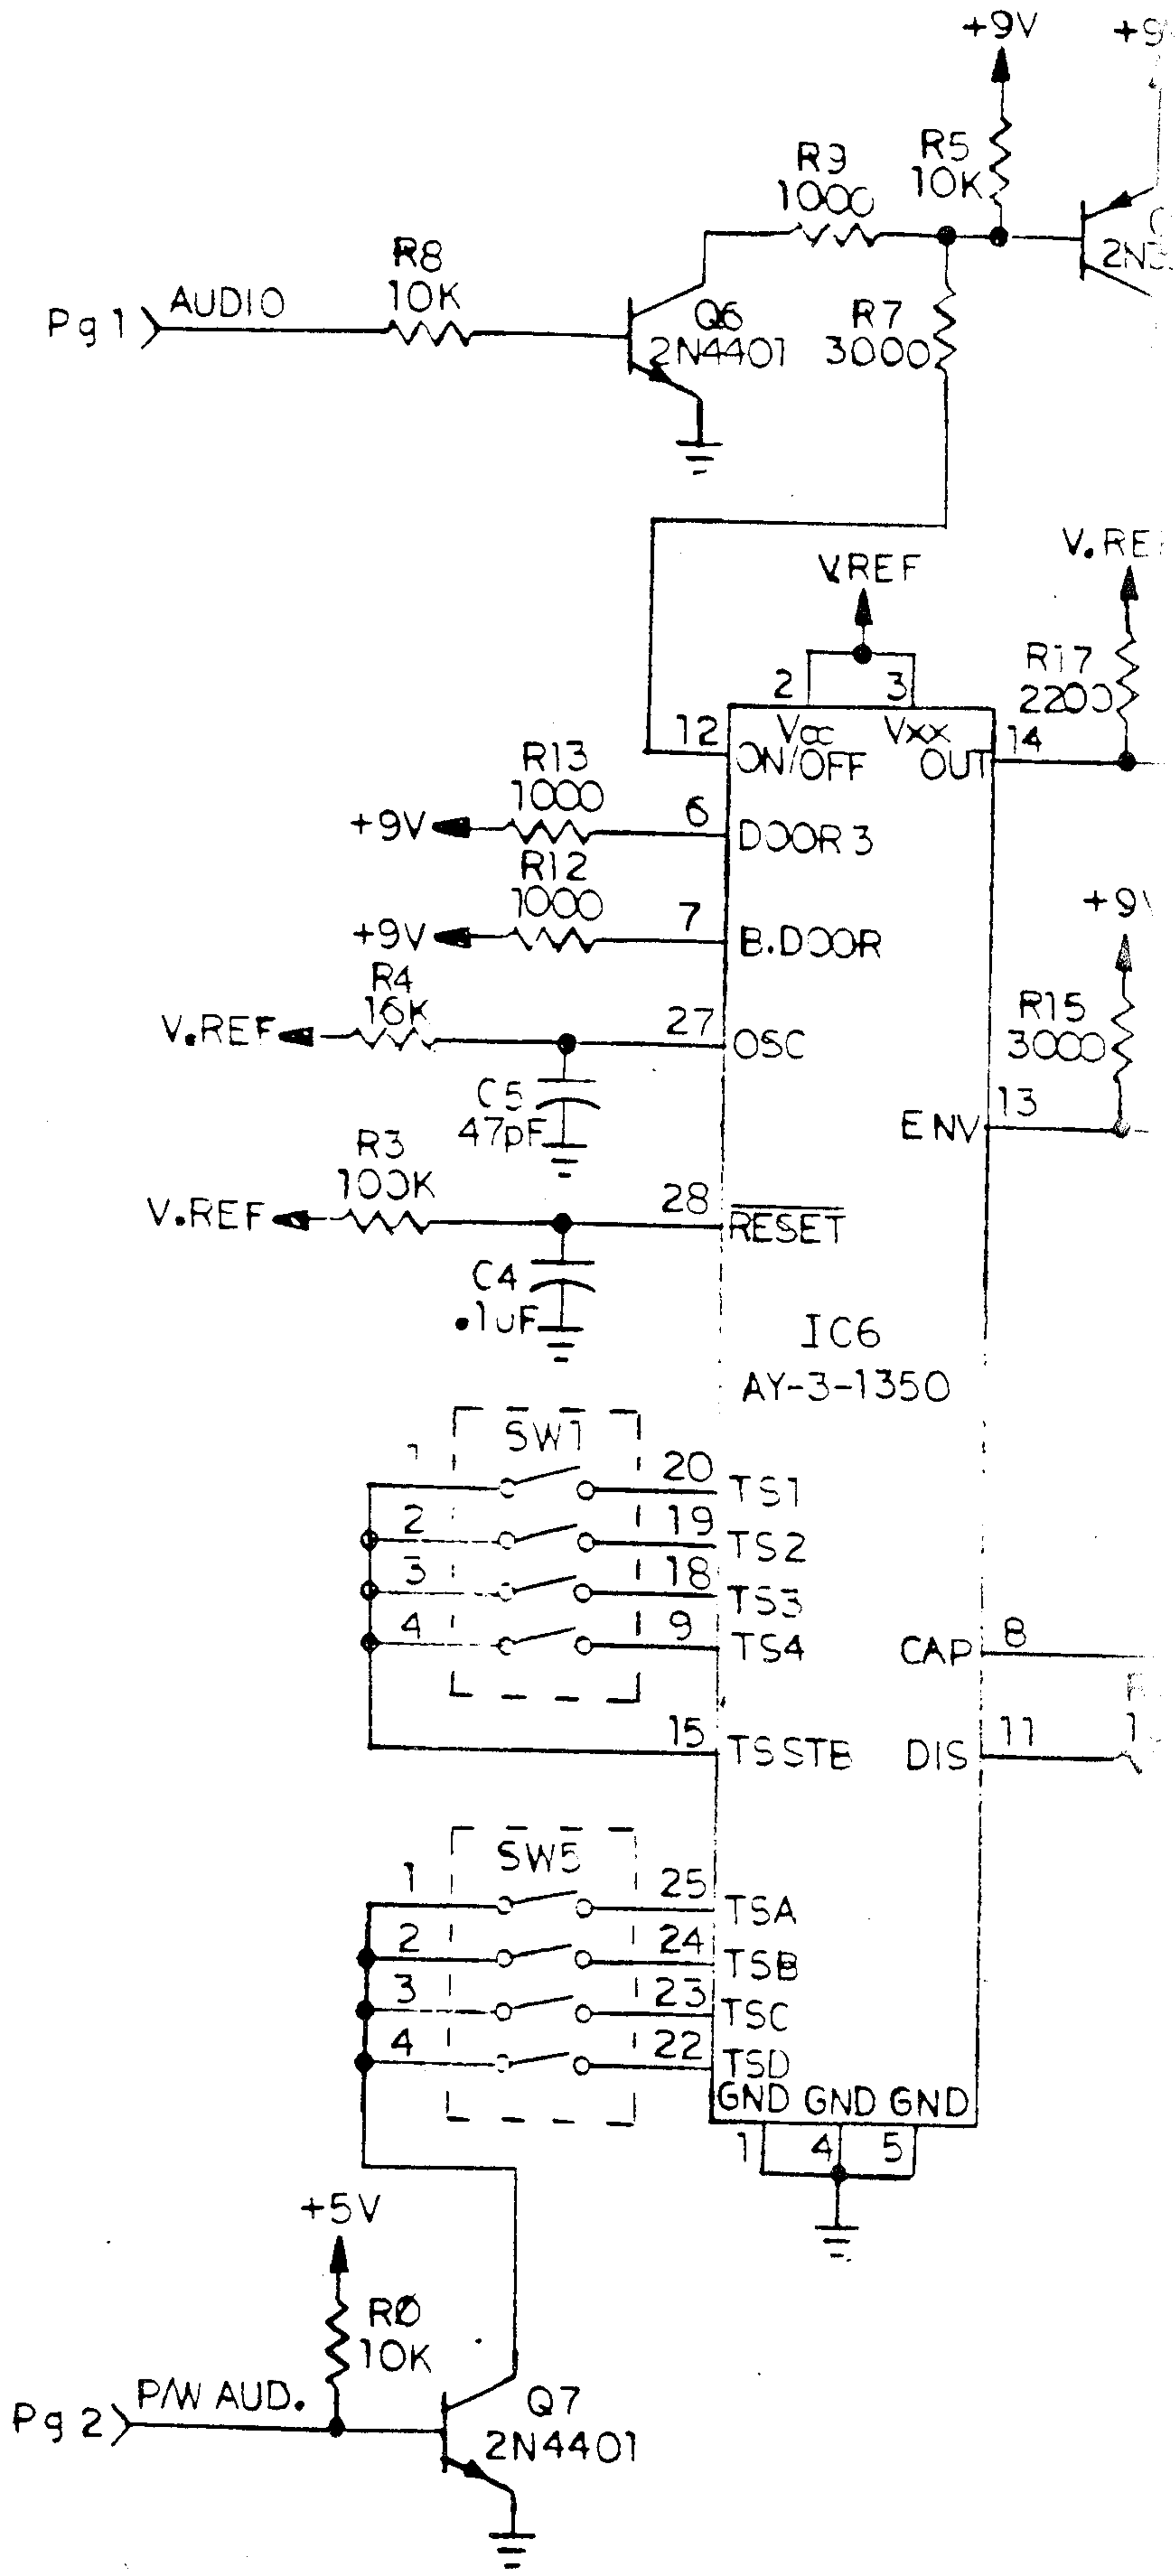 +9V
R9
1000
R5
10K
R8
10K
Pg 1
AUDIO
Q6
2N4401
R7
3000
V.REF
R17
2200
2
3
12
Vcc
Vxx
ON/OFF
OUT
14
R13
1000
+9V
6
DOOR 3
R12
1000
+9V
7
B.DOOR
R4
16K
V.REF
27
OSC
R15
3000
C5
47pF
13
ENV
R3
100K
V.REF
28
RESET
C4
.1uF
IC6
AY-3-1350
SW1
1
20
TS1
2
19
TS2
3
18
TS3
4
9
TS4
CAP
8
15
TSSTB
DIS
11
SW5
1
25
TSA
2
24
TSB
3
23
TSC
4
22
TSD
GND
GND
GND
1
4
5
+5V
RØ
10K
Pg 2
P/W AUD.
Q7
2N4401